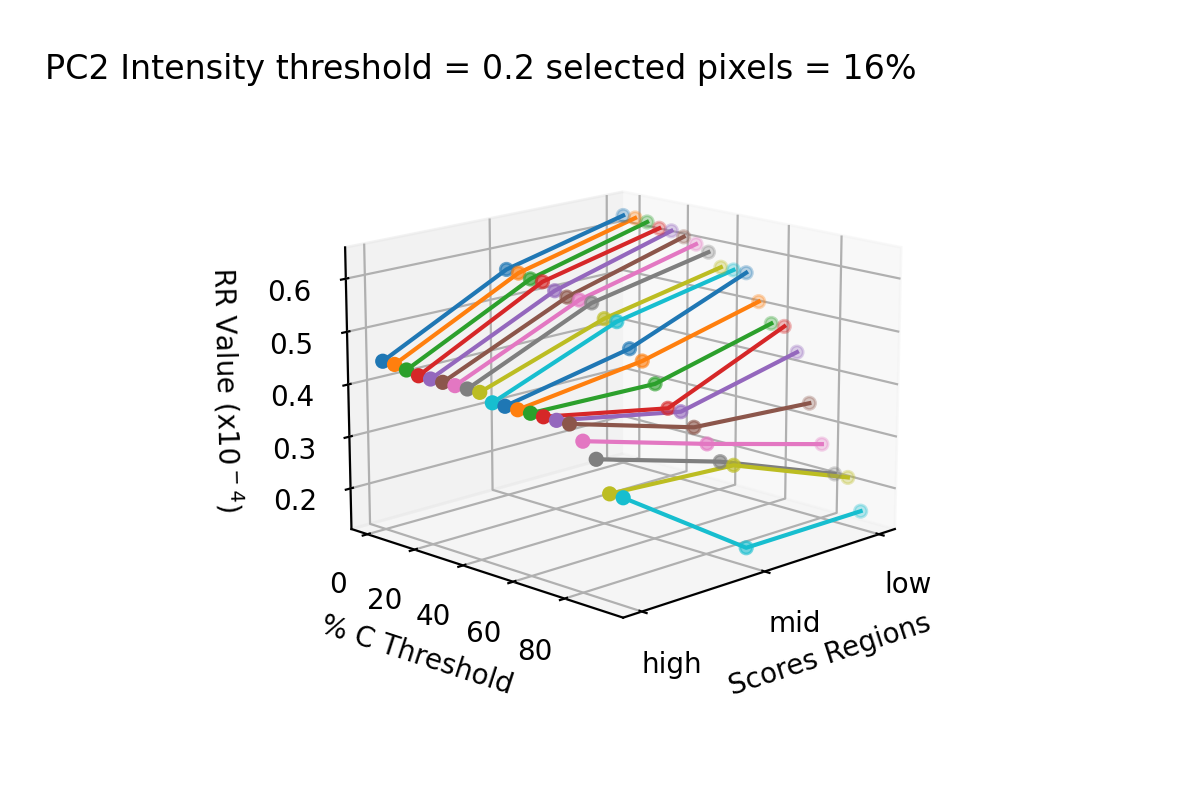 PC2 Intensity threshold = 0.2 selected pixels = 16%
RR Value (x10⁻⁴)
0.6
0.5
0.4
0.3
0.2
0
20
40
60
80
% C Threshold
high
mid
low
Scores Regions